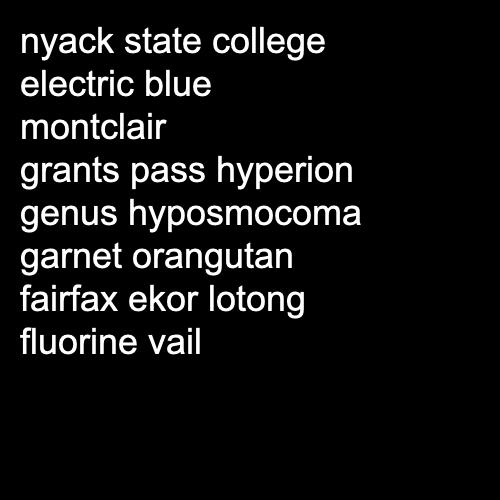 nyack state college
electric blue
montclair
grants pass hyperion
genus hyposmocoma
garnet orangutan
fairfax ekor lotong
fluorine vail